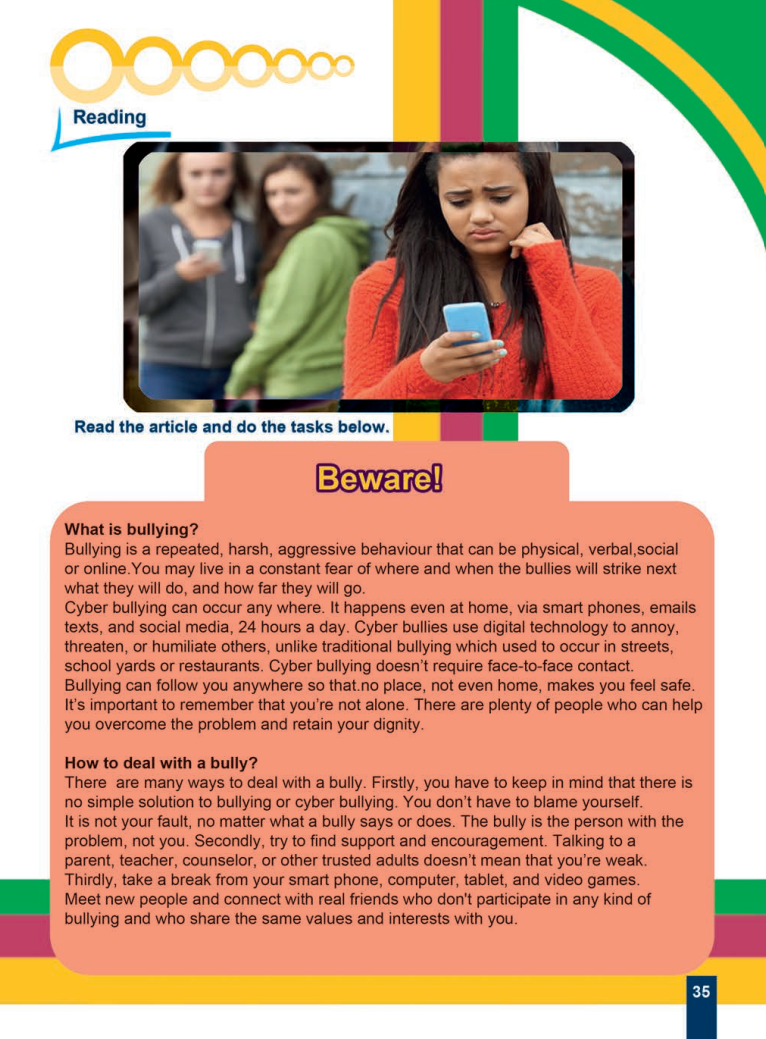 Reading
Read the article and do the tasks below.
Beware!
What is bullying?
Bullying is a repeated, harsh, aggressive behaviour that can be physical, verbal,social
or online.You may live in a constant fear of where and when the bullies will strike next
what they will do, and how far they will go.
Cyber bullying can occur any where. It happens even at home, via smart phones, emails
texts, and social media, 24 hours a day. Cyber bullies use digital technology to annoy,
threaten, or humiliate others, unlike traditional bullying which used to occur in streets,
school yards or restaurants. Cyber bullying doesn’t require face-to-face contact.
Bullying can follow you anywhere so that.no place, not even home, makes you feel safe.
It’s important to remember that you’re not alone. There are plenty of people who can help
you overcome the problem and retain your dignity.
How to deal with a bully?
There  are many ways to deal with a bully. Firstly, you have to keep in mind that there is
no simple solution to bullying or cyber bullying. You don’t have to blame yourself.
It is not your fault, no matter what a bully says or does. The bully is the person with the
problem, not you. Secondly, try to find support and encouragement. Talking to a
parent, teacher, counselor, or other trusted adults doesn’t mean that you’re weak.
Thirdly, take a break from your smart phone, computer, tablet, and video games.
Meet new people and connect with real friends who don't participate in any kind of
bullying and who share the same values and interests with you.
35